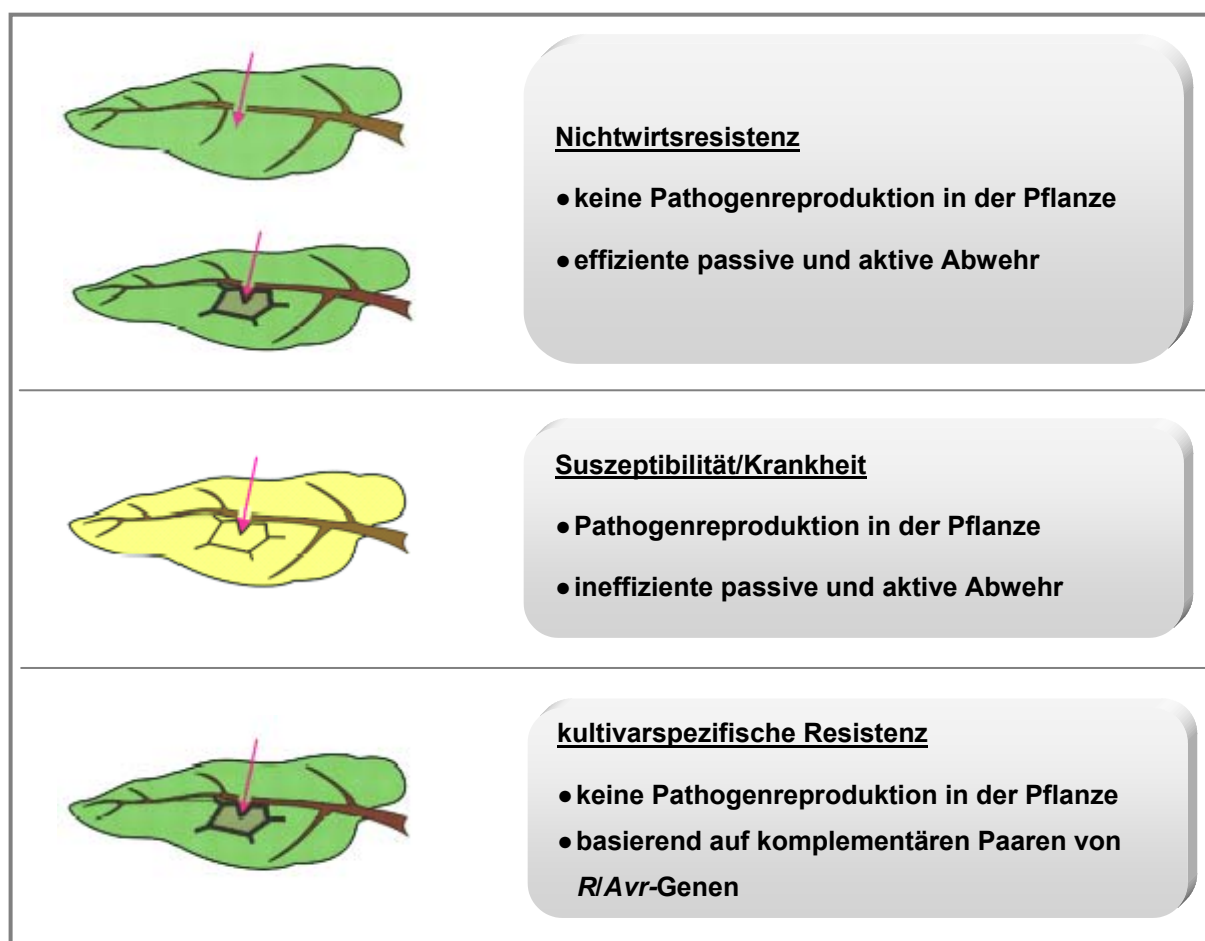 Nichtwirtsresistenz
● keine Pathogenreproduktion in der Pflanze
● effiziente passive und aktive Abwehr
Suszeptibilität/Krankheit
● Pathogenreproduktion in der Pflanze
● ineffiziente passive und aktive Abwehr
kultivarspezifische Resistenz
● keine Pathogenreproduktion in der Pflanze
● basierend auf komplementären Paaren von
R/Avr-Genen